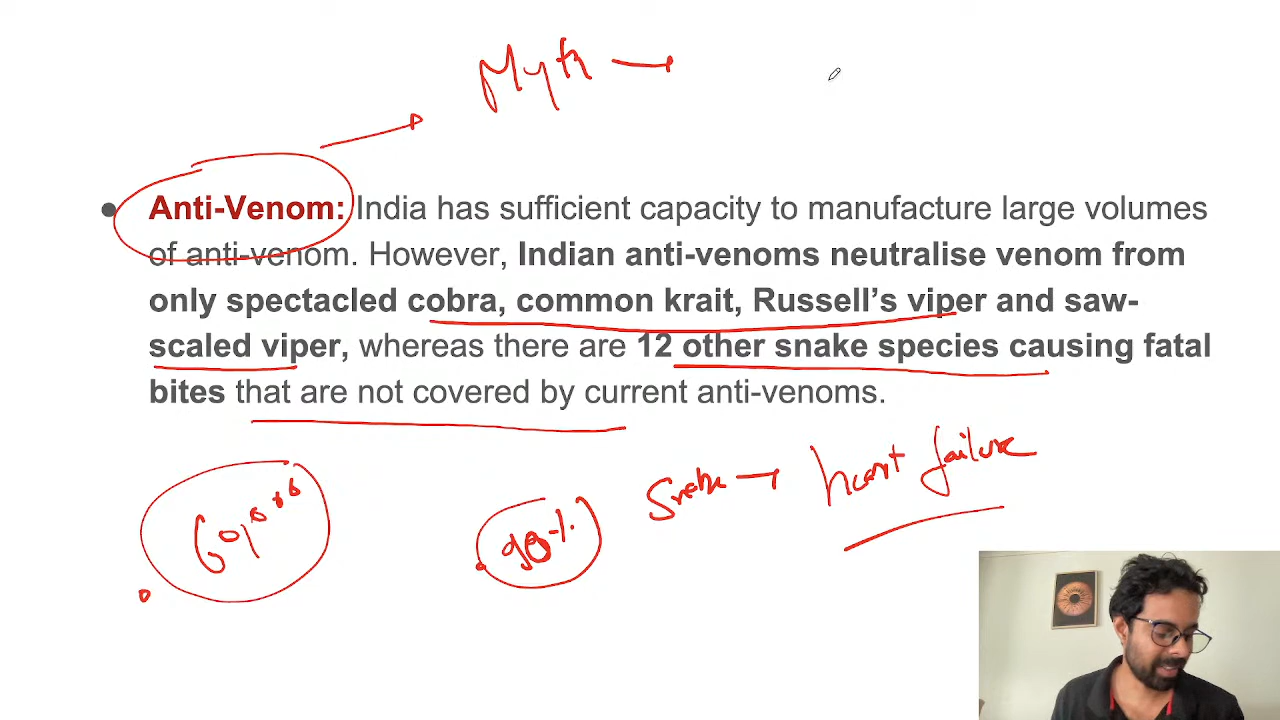 Myth →
• Anti-Venom: India has sufficient capacity to manufacture large volumes
of anti-venom. However, Indian anti-venoms neutralise venom from
only spectacled cobra, common krait, Russell’s viper and saw-
scaled viper, whereas there are 12 other snake species causing fatal
bites that are not covered by current anti-venoms.
Snake → heart failure
90%